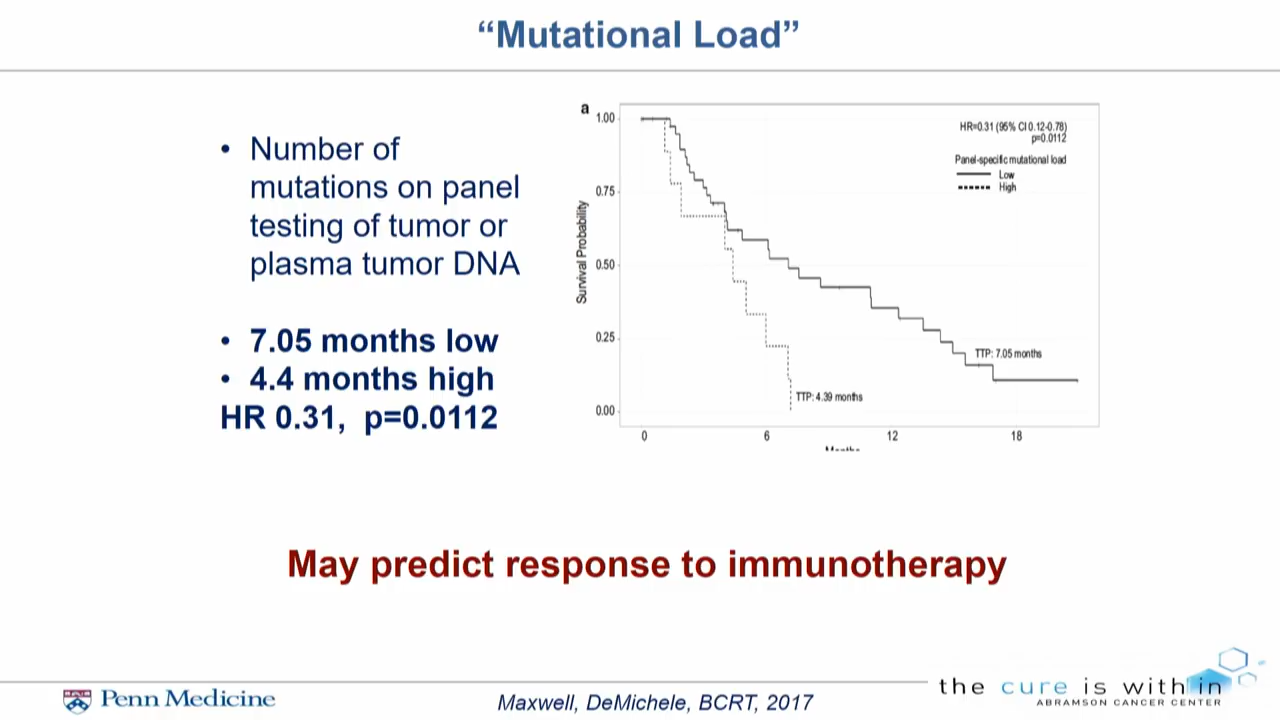 “Mutational Load”
• Number of
mutations on panel
testing of tumor or
plasma tumor DNA
• 7.05 months low
• 4.4 months high
HR 0.31, p=0.0112
a
HR=0.31 (95% CI 0.12-0.78)
p=0.0112
Panel-specific mutational load
Low
High
Survival Probability
1.00
0.75
0.50
0.25
0.00
TTP: 7.05 months
TTP: 4.39 months
0 6 12 18
May predict response to immunotherapy
Penn Medicine
Maxwell, DeMichele, BCRT, 2017
the cure is within
ABRAMSON CANCER CENTER